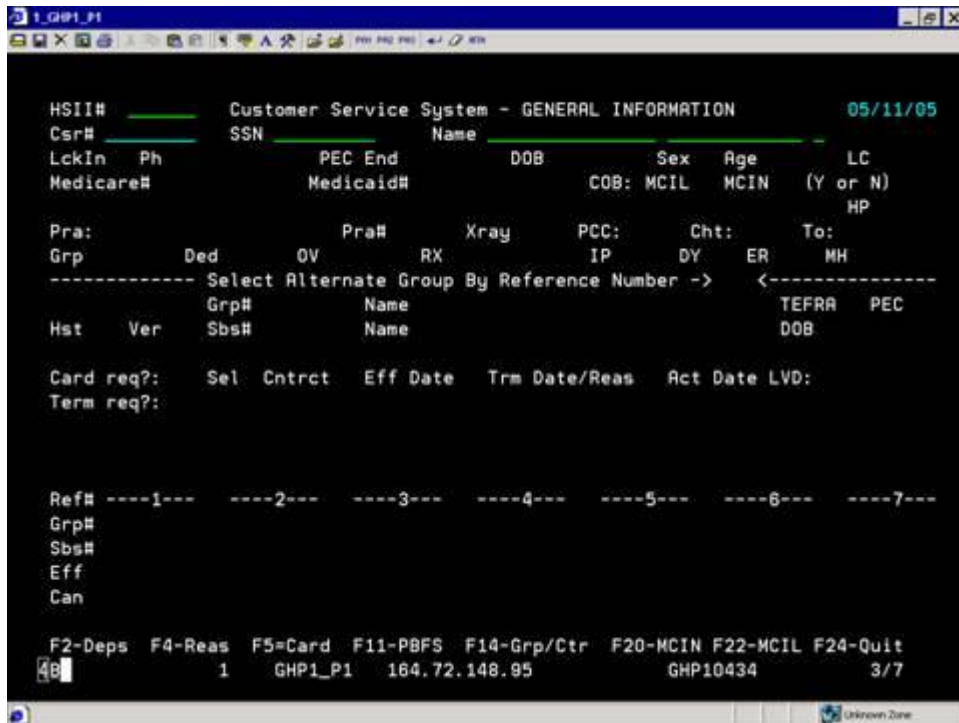 1_GHP1_P1
HSII# Customer Service System - GENERAL INFORMATION 05/11/05
Csr# SSN Name
LckIn Ph PEC End DOB Sex Age LC
Medicare# Medicaid# COB: MCIL MCIN (Y or N)
HP
Pra: Pra# Xray PCC: Cht: To:
Grp Ded OV RX IP DY ER MH
-------------- Select Alternate Group By Reference Number -> <----------------
Grp# Name TEFRA PEC
Hst Ver Sbs# Name DOB
Card req?: Sel Cntrct Eff Date Trm Date/Reas Act Date LVD:
Term req?:
Ref# ----1--- ----2--- ----3--- ----4--- ----5--- ----6--- ----7---
Grp#
Sbs#
Eff
Can
F2-Deps F4-Reas F5=Card F11-PBFS F14-Grp/Ctr F20-MCIN F22-MCIL F24-Quit
4B 1 GHP1_P1 164.72.148.95 GHP10434 3/7
Unknown Zone